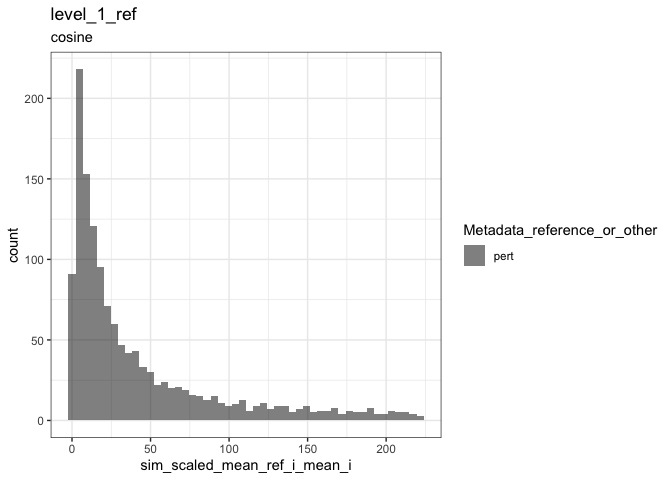 level_1_ref
cosine
200
150
100
50
0
count
0 50 100 150 200
sim_scaled_mean_ref_i_mean_i
Metadata_reference_or_other
pert